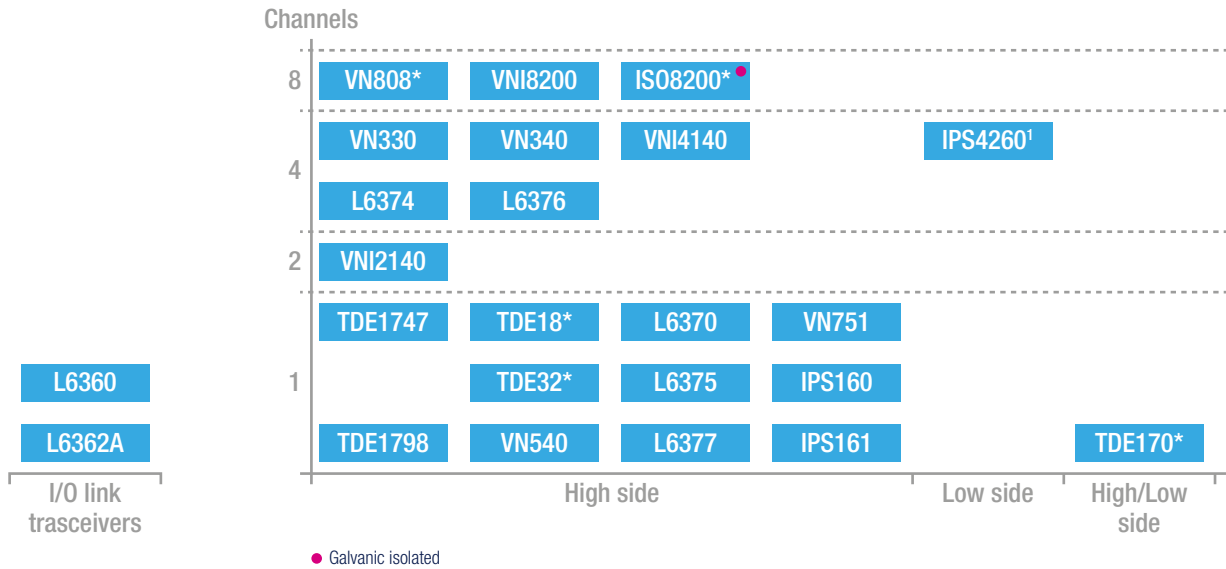 Channels
8
VN808*
VNI8200
ISO8200*
4
VN330
VN340
VNI4140
IPS4260¹
L6374
L6376
2
VNI2140
1
TDE1747
TDE18*
L6370
VN751
L6360
TDE32*
L6375
IPS160
L6362A
TDE1798
VN540
L6377
IPS161
TDE170*
I/O link
trasceivers
High side
Low side
High/Low
side
Galvanic isolated